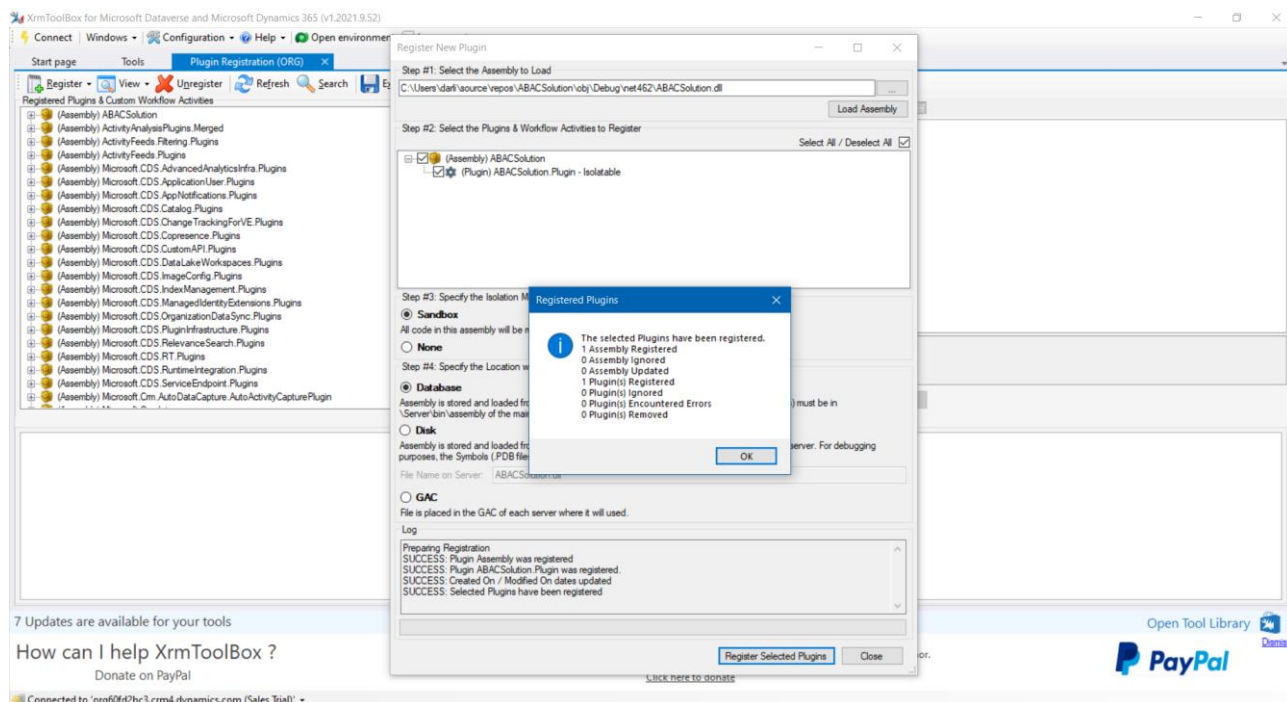 XrmToolBox for Microsoft Dataverse and Microsoft Dynamics 365 (v1.2021.9.52)
Connect Windows Configuration Help Open environmen
Start page Tools Plugin Registration (ORG)
Register View Unregister Refresh Search
Registered Plugins & Custom Workflow Activities
(Assembly) ABACSolution
(Assembly) ActivityAnalysisPlugins.Merged
(Assembly) ActivityFeeds.Filtering.Plugins
(Assembly) ActivityFeeds.Plugins
(Assembly) Microsoft.CDS.AdvancedAnalyticsInfra.Plugins
(Assembly) Microsoft.CDS.ApplicationUser.Plugins
(Assembly) Microsoft.CDS.AppNotifications.Plugins
(Assembly) Microsoft.CDS.Catalog.Plugins
(Assembly) Microsoft.CDS.ChangeTrackingForVE.Plugins
(Assembly) Microsoft.CDS.Copresence.Plugins
(Assembly) Microsoft.CDS.CustomAPI.Plugins
(Assembly) Microsoft.CDS.DataLakeWorkspaces.Plugins
(Assembly) Microsoft.CDS.ImageConfig.Plugins
(Assembly) Microsoft.CDS.IndexManagement.Plugins
(Assembly) Microsoft.CDS.ManagedIdentityExtensions.Plugins
(Assembly) Microsoft.CDS.OrganizationDataSync.Plugins
(Assembly) Microsoft.CDS.PluginInfrastructure.Plugins
(Assembly) Microsoft.CDS.RelevanceSearch.Plugins
(Assembly) Microsoft.CDS.RT.Plugins
(Assembly) Microsoft.CDS.RuntimeIntegration.Plugins
(Assembly) Microsoft.CDS.ServiceEndpoint.Plugins
(Assembly) Microsoft.Crm.AutoDataCapture.AutoActivityCapturePlugin
Register New Plugin
Step #1: Select the Assembly to Load
C:\Users\darli\source\repos\ABACSolution\obj\Debug\net462\ABACSolution.dll
...
Load Assembly
Step #2: Select the Plugins & Workflow Activities to Register
Select All / Deselect All
(Assembly) ABACSolution
(Plugin) ABACSolution.Plugin - Isolatable
Step #3: Specify the Isolation M
Sandbox
All code in this assembly will be r
None
Step #4: Specify the Location w
Database
Assembly is stored and loaded fr ) must be in
\Server\bin\assembly of the mai
Disk
Assembly is stored and loaded fr server. For debugging
purposes, the Symbols (.PDB file
File Name on Server: ABACSolution.dll
GAC
File is placed in the GAC of each server where it will used.
Log
Preparing Registration
SUCCESS: Plugin Assembly was registered
SUCCESS: Plugin ABACSolution.Plugin was registered.
SUCCESS: Created On / Modified On dates updated
SUCCESS: Selected Plugins have been registered
Register Selected Plugins Close
Registered Plugins
The selected Plugins have been registered.
1 Assembly Registered
0 Assembly Ignored
0 Assembly Updated
1 Plugin(s) Registered
0 Plugin(s) Ignored
0 Plugin(s) Encountered Errors
0 Plugin(s) Removed
OK
7 Updates are available for your tools
Open Tool Library
How can I help XrmToolBox ?
Donate on PayPal
or.
Click here to donate
PayPal
Dismis
Connected to 'org60fd2bc3.crm4.dynamics.com (Sales Trial)'